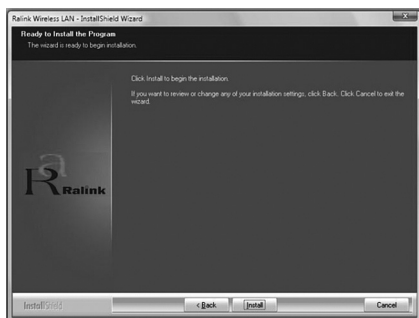 Ralink Wireless LAN - InstallShield Wizard
Ready to Install the Program
The wizard is ready to begin installation.
Click Install to begin the installation.
If you want to review or change any of your installation settings, click Back. Click Cancel to exit the
wizard.
Ralink
InstallShield
< Back
Install
Cancel